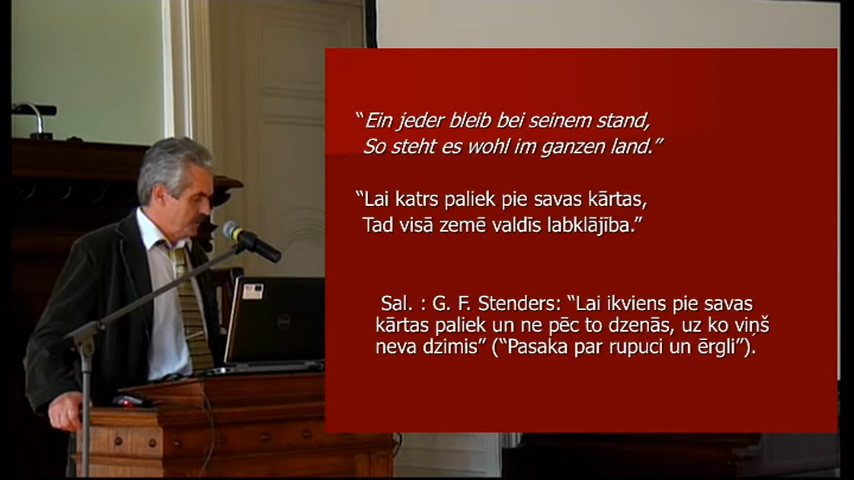 “Ein jeder bleib bei seinem stand,
So steht es wohl im ganzen land.”
“Lai katrs paliek pie savas kārtas,
Tad visā zemē valdīs labklājība.”
Sal. : G. F. Stenders: “Lai ikviens pie savas
kārtas paliek un ne pēc to dzenās, uz ko viņš
neva dzimis” (“Pasaka par rupuci un ērgli”).